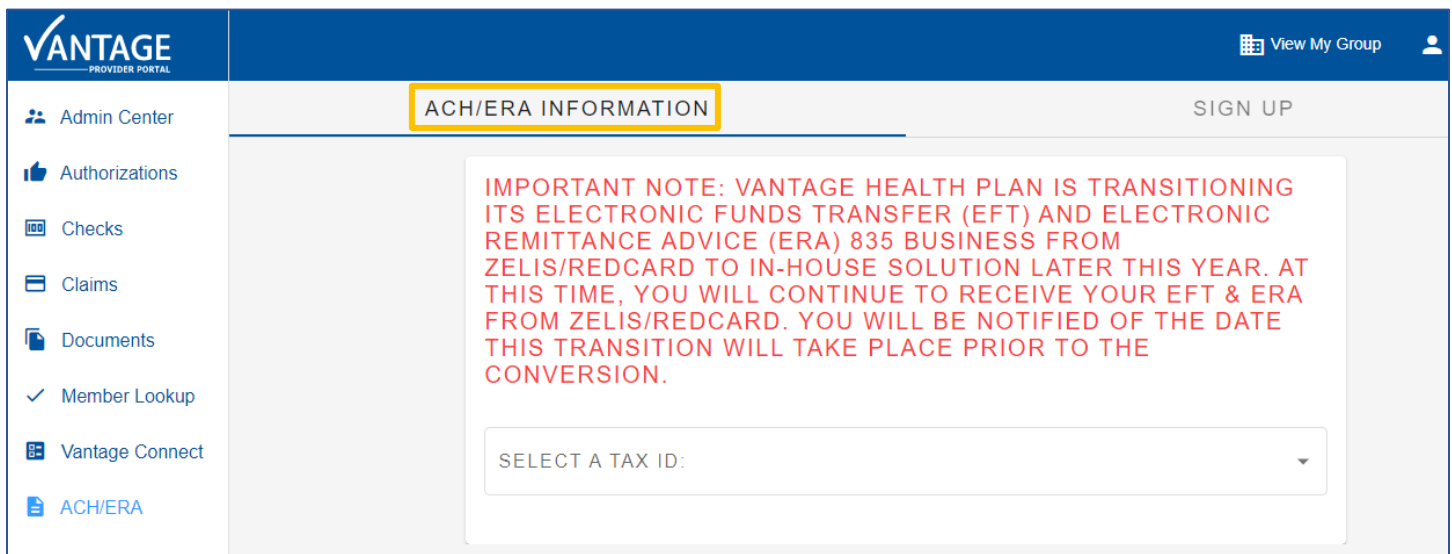 VANTAGE
PROVIDER PORTAL
View My Group
Admin Center
Authorizations
Checks
Claims
Documents
Member Lookup
Vantage Connect
ACH/ERA
ACH/ERA INFORMATION
SIGN UP
IMPORTANT NOTE: VANTAGE HEALTH PLAN IS TRANSITIONING
ITS ELECTRONIC FUNDS TRANSFER (EFT) AND ELECTRONIC
REMITTANCE ADVICE (ERA) 835 BUSINESS FROM
ZELIS/REDCARD TO IN-HOUSE SOLUTION LATER THIS YEAR. AT
THIS TIME, YOU WILL CONTINUE TO RECEIVE YOUR EFT & ERA
FROM ZELIS/REDCARD. YOU WILL BE NOTIFIED OF THE DATE
THIS TRANSITION WILL TAKE PLACE PRIOR TO THE
CONVERSION.
SELECT A TAX ID: